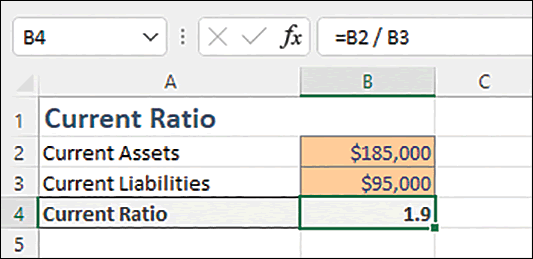 B4 fx =B2 / B3
A B C
1 Current Ratio
2 Current Assets $185,000
3 Current Liabilities $95,000
4 Current Ratio 1.9
5